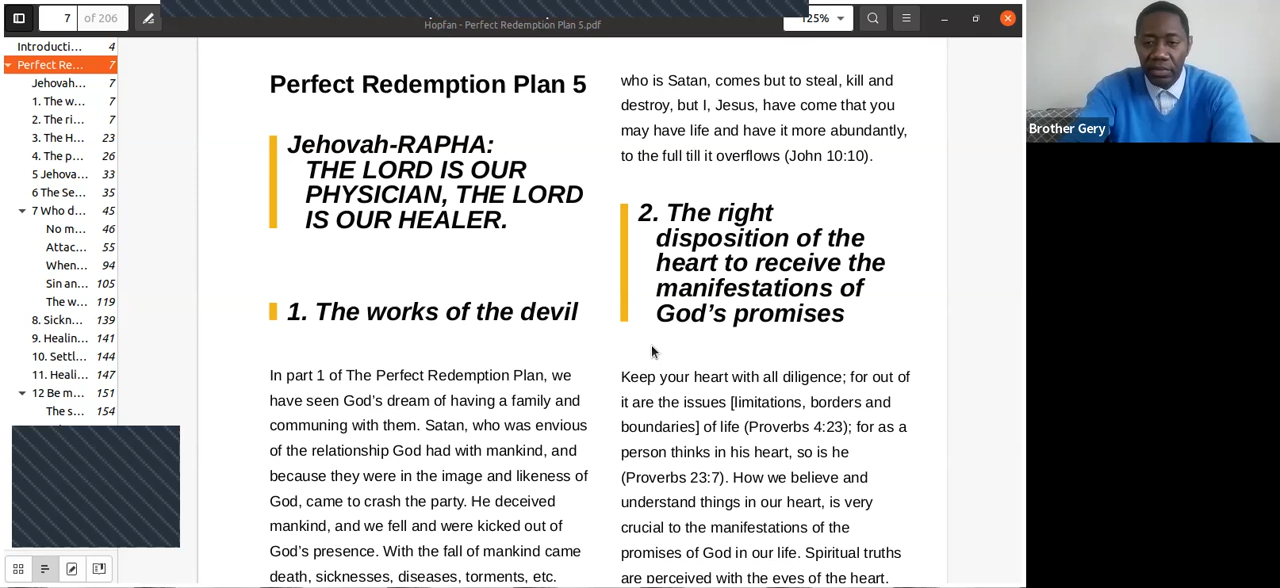 7
of 206
Hopfan - Perfect Redemption Plan 5.pdf
125%
Introducti… 4
Perfect Re… 7
Jehovah… 7
1. The w… 7
2. The ri… 7
3. The H… 23
4. The p… 26
5 Jehova… 33
6 The Se… 35
7 Who d… 45
No m… 46
Attac… 55
When… 94
Sin an… 105
The w… 119
8. Sickn… 139
9. Healin… 141
10. Settl… 144
11. Heali… 147
12 Be m… 151
The s… 154
Perfect Redemption Plan 5
Jehovah-RAPHA:
THE LORD IS OUR
PHYSICIAN, THE LORD
IS OUR HEALER.
1. The works of the devil
In part 1 of The Perfect Redemption Plan, we
have seen God's dream of having a family and
communing with them. Satan, who was envious
of the relationship God had with mankind, and
because they were in the image and likeness of
God, came to crash the party. He deceived
mankind, and we fell and were kicked out of
God's presence. With the fall of mankind came
death, sicknesses, diseases, torments, etc.
who is Satan, comes but to steal, kill and
destroy, but I, Jesus, have come that you
may have life and have it more abundantly,
to the full till it overflows (John 10:10).
2. The right
disposition of the
heart to receive the
manifestations of
God's promises
Keep your heart with all diligence; for out of
it are the issues [limitations, borders and
boundaries] of life (Proverbs 4:23); for as a
person thinks in his heart, so is he
(Proverbs 23:7). How we believe and
understand things in our heart, is very
crucial to the manifestations of the
promises of God in our life. Spiritual truths
are perceived with the eyes of the heart.
Brother Gery